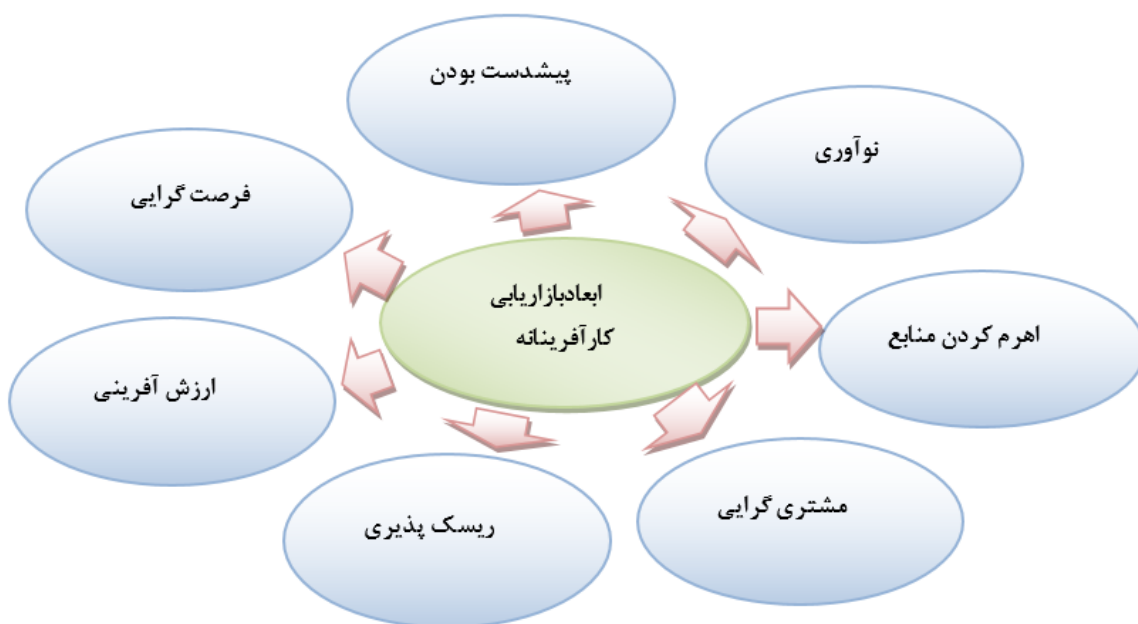 پیشدست بودن
نوآوری
فرصت گرایی
ابعادبازاریابی
کارآفرینانه
اهرم کردن منابع
ارزش آفرینی
مشتری گرایی
ریسک پذیری